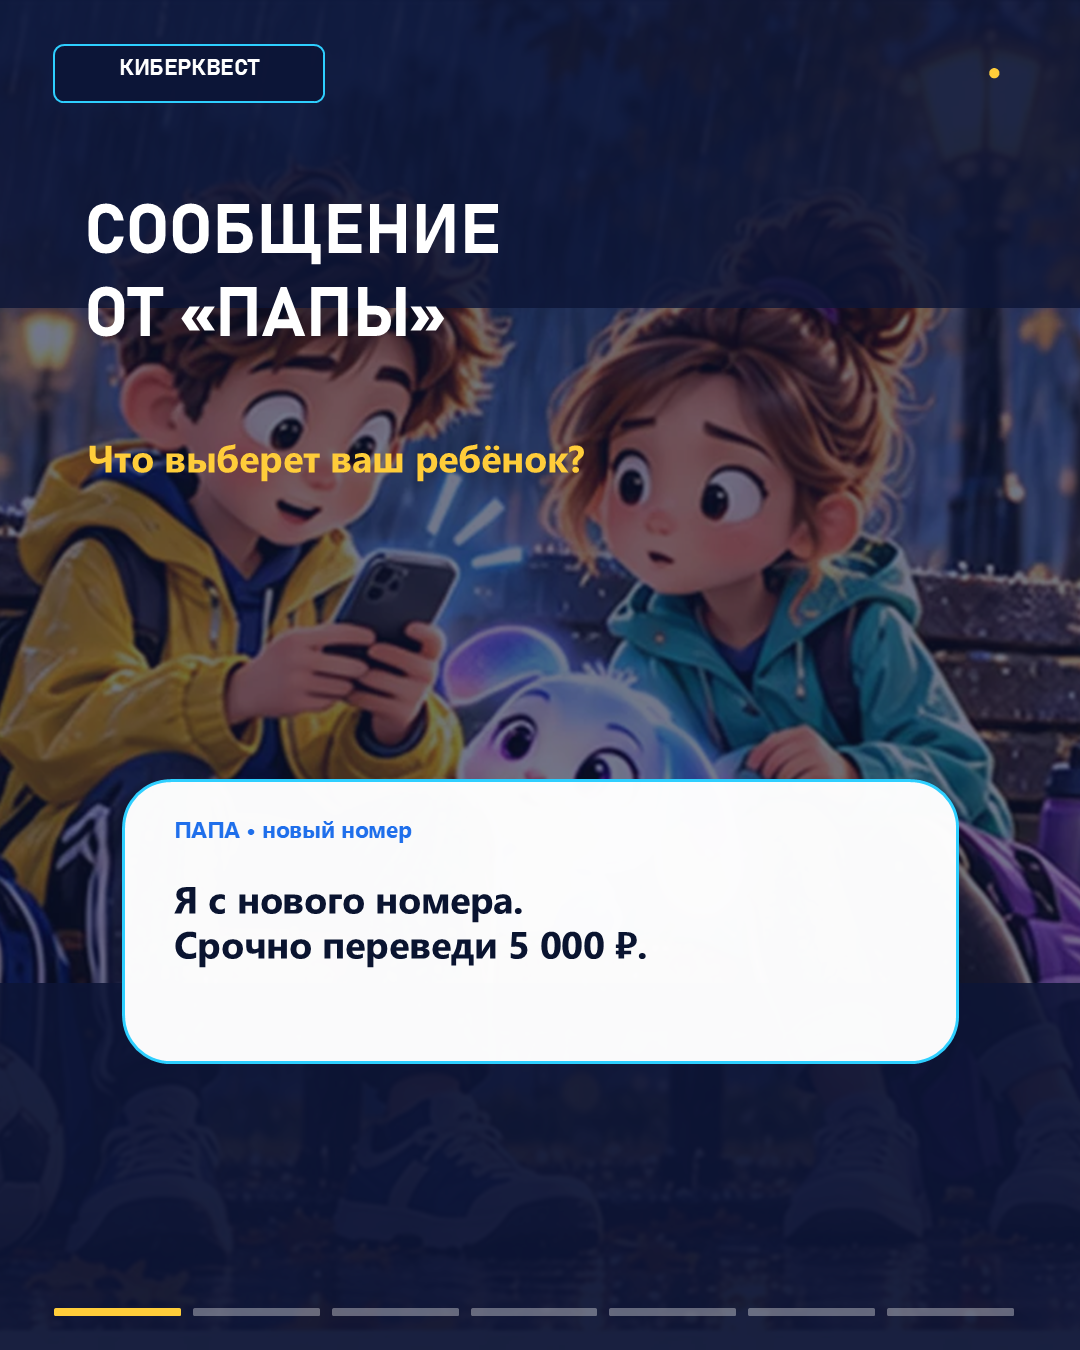 КИБЕРКВЕСТ
СООБЩЕНИЕ
ОТ «ПАПЫ»
Что выберет ваш ребёнок?
ПАПА • новый номер
Я с нового номера.
Срочно переведи 5 000 ₽.